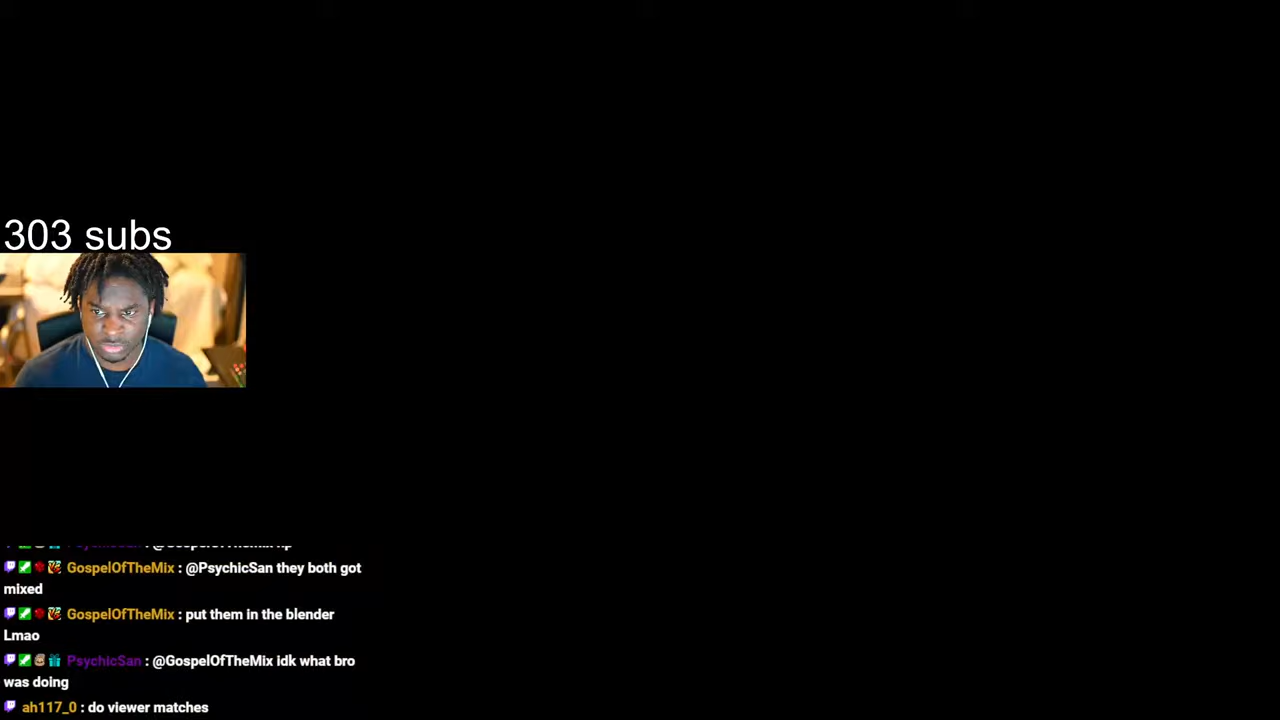 303 subs
GospelOfTheMix : @PsychicSan they both got
mixed
GospelOfTheMix : put them in the blender
Lmao
PsychicSan : @GospelOfTheMix idk what bro
was doing
ah117_0 : do viewer matches